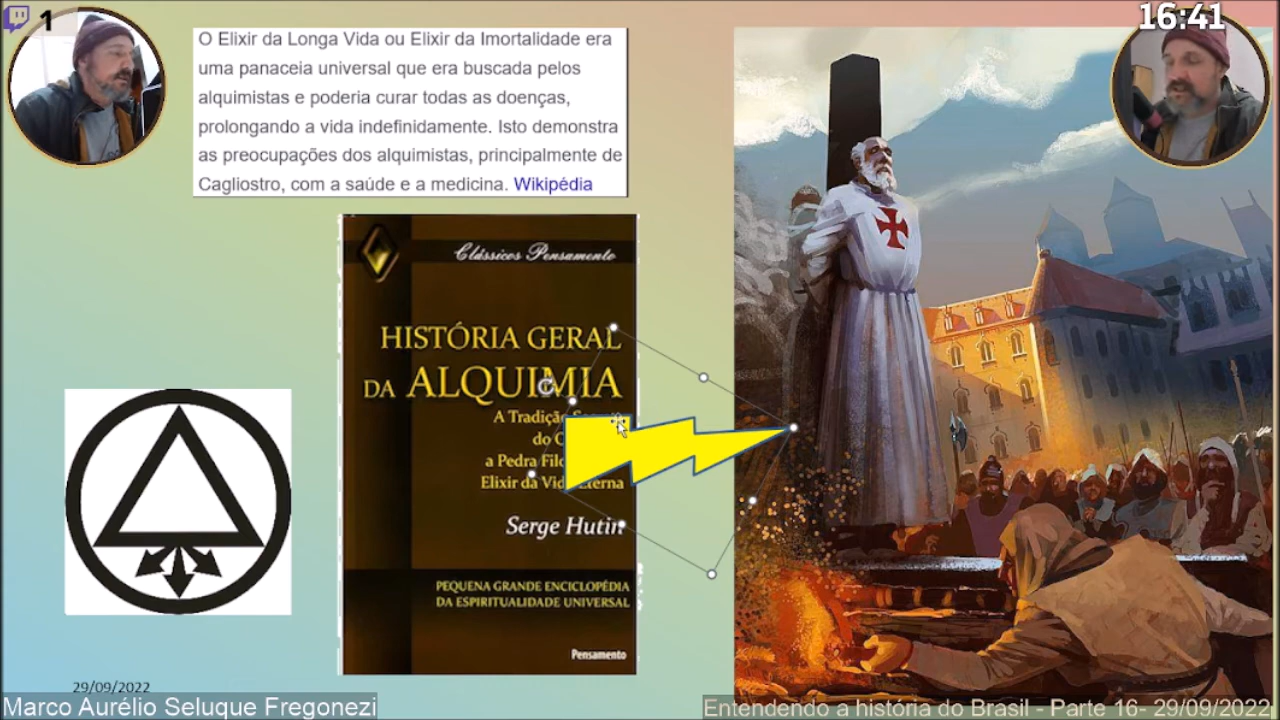 1
16:41
O Elixir da Longa Vida ou Elixir da Imortalidade era
uma panaceia universal que era buscada pelos
alquimistas e poderia curar todas as doenças,
prolongando a vida indefinidamente. Isto demonstra
as preocupações dos alquimistas, principalmente de
Cagliostro, com a saúde e a medicina. Wikipédia
Clássicos Pensamento
HISTÓRIA GERAL
DA ALQUIMIA
A Tradição
do
a Pedra
Elixir da Vida Eterna
Serge Hutin
PEQUENA GRANDE ENCICLOPÉDIA
DA ESPIRITUALIDADE UNIVERSAL
Pensamento
29/09/2022
Marco Aurélio Seluque Fregonezi
Entendendo a história do Brasil - Parte 16- 29/09/2022